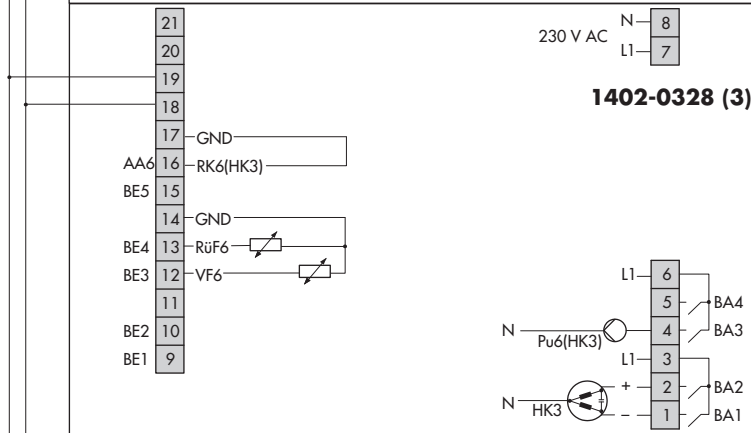 21
20
19
18
17 GND
AA6 16 RK6(HK3)
BE5 15
14 GND
BE4 13 RüF6
BE3 12 VF6
11
BE2 10
BE1 9
230 V AC
N 8
L1 7
1402-0328 (3)
L1 6
5 BA4
N Pu6(HK3) 4 BA3
L1 3
+ 2 BA2
N HK3 - 1 BA1